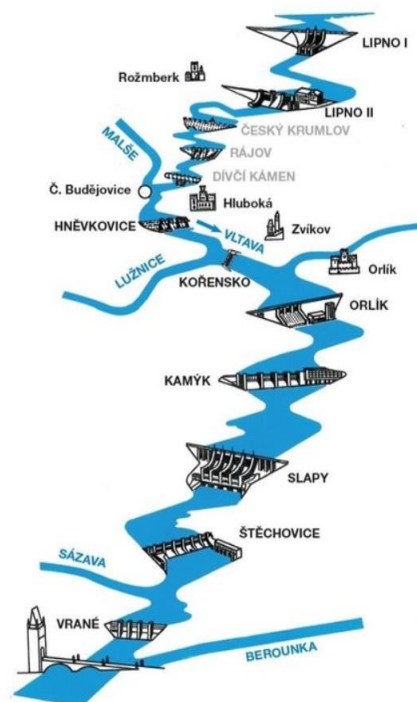 LIPNO I
Rožmberk
LIPNO II
ČESKÝ KRUMLOV
MALŠE
RÁJOV
DÍVČÍ KÁMEN
Č. Budějovice
Hluboká
HNĚVKOVICE
VLTAVA
Zvíkov
LUŽNICE
KOŘENSKO
Orlík
ORLÍK
KAMÝK
SLAPY
ŠTĚCHOVICE
SÁZAVA
VRANÉ
BEROUNKA